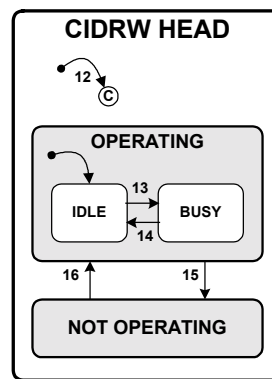 CIDRW HEAD
12
C
OPERATING
IDLE
13
BUSY
14
16
15
NOT OPERATING